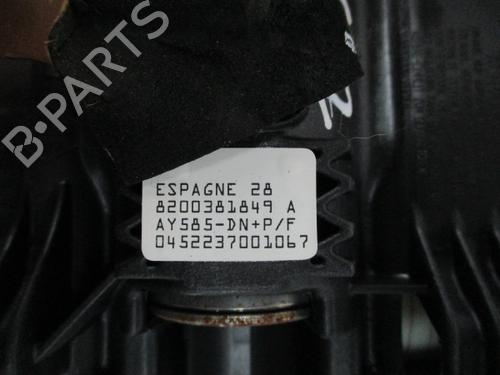 B-PARTS
ESPAGNE 28
8200381849 A
AY585-DN+P/F
0452237001067